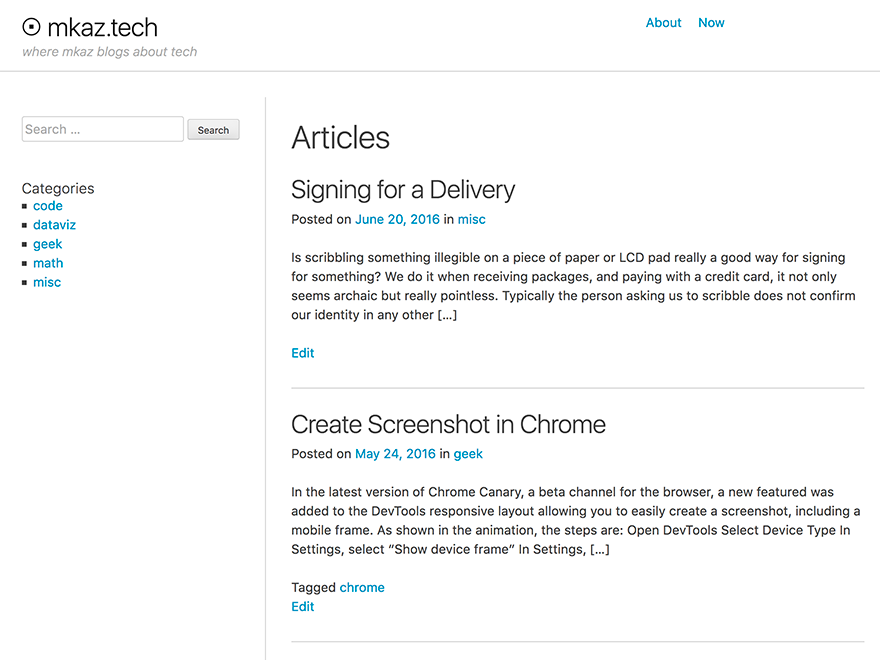 mkaz.tech
where mkaz blogs about tech
About Now
Search ...
Search
Categories
code
dataviz
geek
math
misc
Articles
Signing for a Delivery
Posted on June 20, 2016 in misc
Is scribbling something illegible on a piece of paper or LCD pad really a good way for signing
for something? We do it when receiving packages, and paying with a credit card, it not only
seems archaic but really pointless. Typically the person asking us to scribble does not confirm
our identity in any other [...]
Edit
Create Screenshot in Chrome
Posted on May 24, 2016 in geek
In the latest version of Chrome Canary, a beta channel for the browser, a new featured was
added to the DevTools responsive layout allowing you to easily create a screenshot, including a
mobile frame. As shown in the animation, the steps are: Open DevTools Select Device Type In
Settings, select “Show device frame” In Settings, [...]
Tagged chrome
Edit